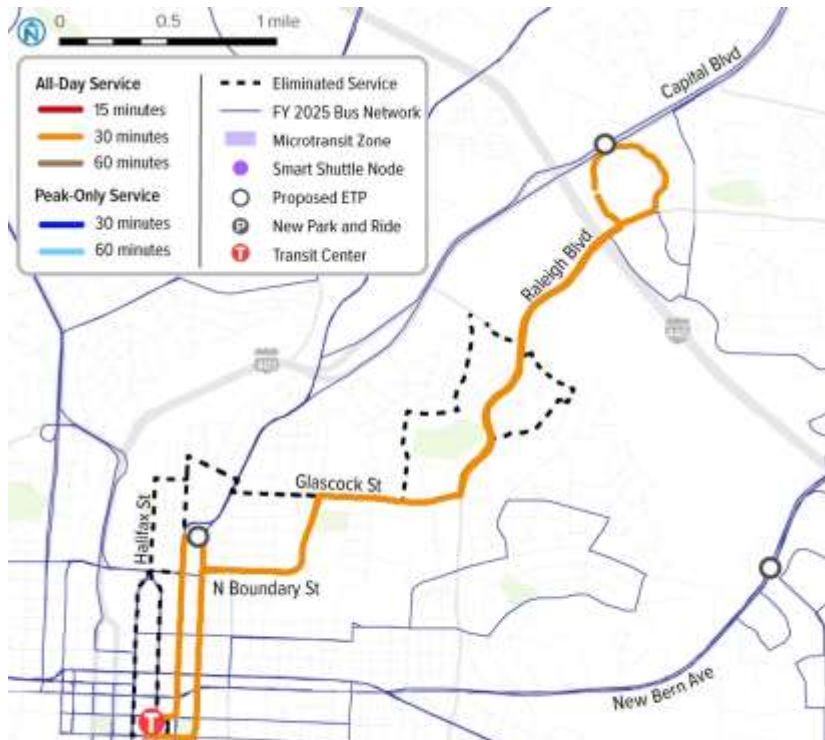 N
0 0.5 1 mile
All-Day Service
15 minutes
30 minutes
60 minutes
Peak-Only Service
30 minutes
60 minutes
Eliminated Service
FY 2025 Bus Network
Microtransit Zone
Smart Shuttle Node
Proposed ETP
P New Park and Ride
T Transit Center
Capital Blvd
Raleigh Blvd
Glascock St
Halifax St
N Boundary St
New Bern Ave
T